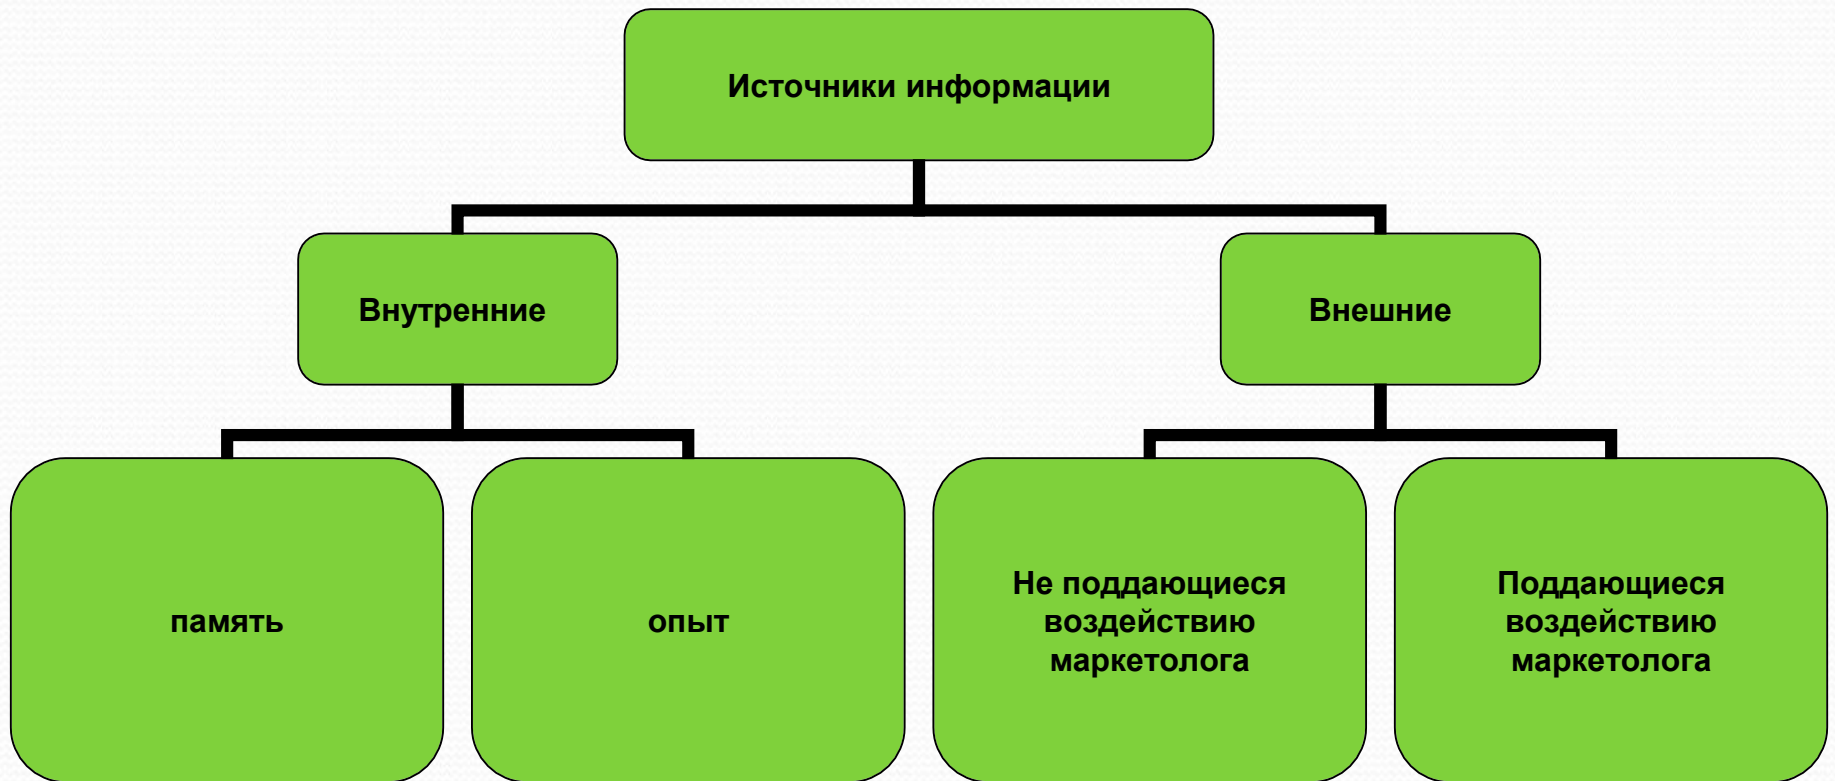 Источники информации
Внутренние
Внешние
память
опыт
Не поддающиеся
воздействию
маркетолога
Поддающиеся
воздействию
маркетолога